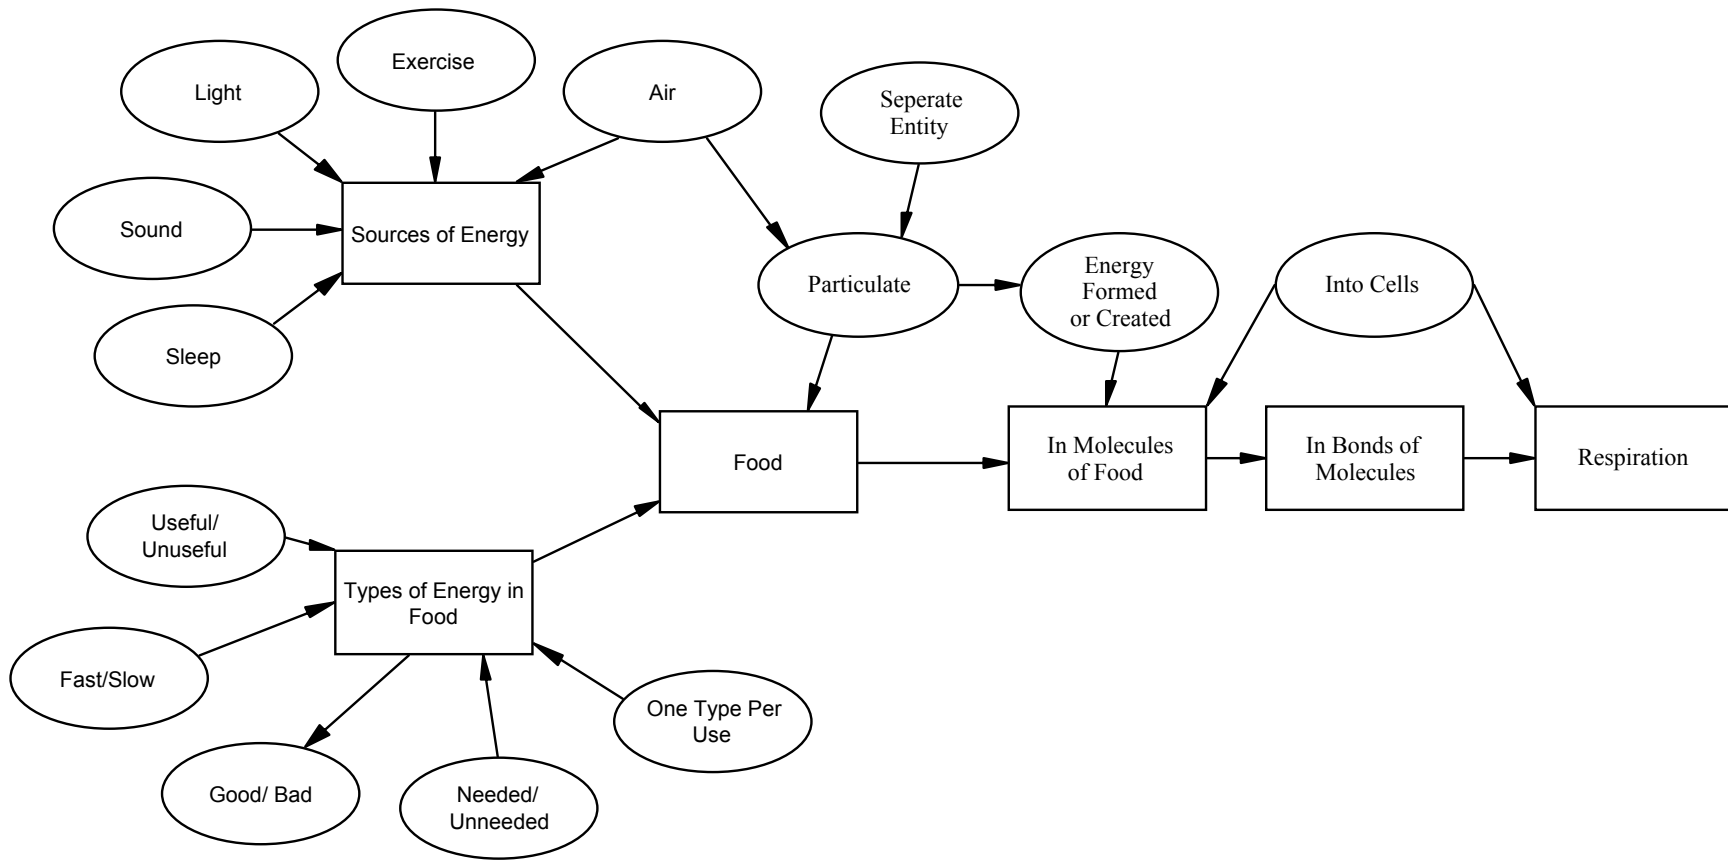 Exercise
Light
Air
Seperate
Entity
Sound
Sources of Energy
Particulate
Energy
Formed
or Created
Into Cells
Sleep
Food
In Molecules
of Food
In Bonds of
Molecules
Respiration
Useful/
Unuseful
Types of Energy in
Food
Fast/Slow
One Type Per
Use
Good/ Bad
Needed/
Unneeded